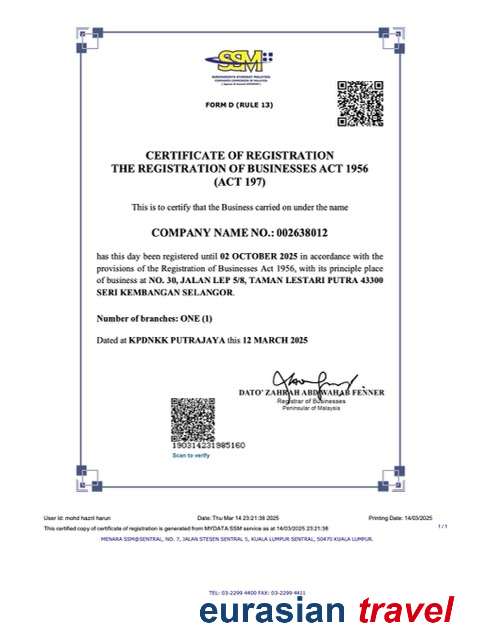 SSM
SURUHANJAYA SYARIKAT MALAYSIA
COMPANIES COMMISSION OF MALAYSIA
FORM D (RULE 13)
CERTIFICATE OF REGISTRATION
THE REGISTRATION OF BUSINESSES ACT 1956
(ACT 197)
This is to certify that the Business carried on under the name
COMPANY NAME NO.: 002638012
has this day been registered until 02 OCTOBER 2025 in accordance with the
provisions of the Registration of Businesses Act 1956, with its principle place
of business at NO. 30, JALAN LEP 5/8, TAMAN LESTARI PUTRA 43300
SERI KEMBANGAN SELANGOR.
Number of branches: ONE (1)
Dated at KPDNKK PUTRAJAYA this 12 MARCH 2025
DATO' ZAHRAH ABD WAHAB FENNER
Registrar of Businesses
Peninsular of Malaysia
190314231985160
Scan to verify
User Id: mohd hazril harun Date: Thu Mar 14 23:21:38 2025 Printing Date: 14/03/2025
This certified copy of certificate of registration is generated from MYDATA SSM service as at 14/03/2025 23:21:38 1 / 1
MENARA SSM@SENTRAL, NO. 7, JALAN STESEN SENTRAL 5, KUALA LUMPUR SENTRAL, 50470 KUALA LUMPUR.
TEL: 03-2299 4400 FAX: 03-2299 4411
eurasian travel